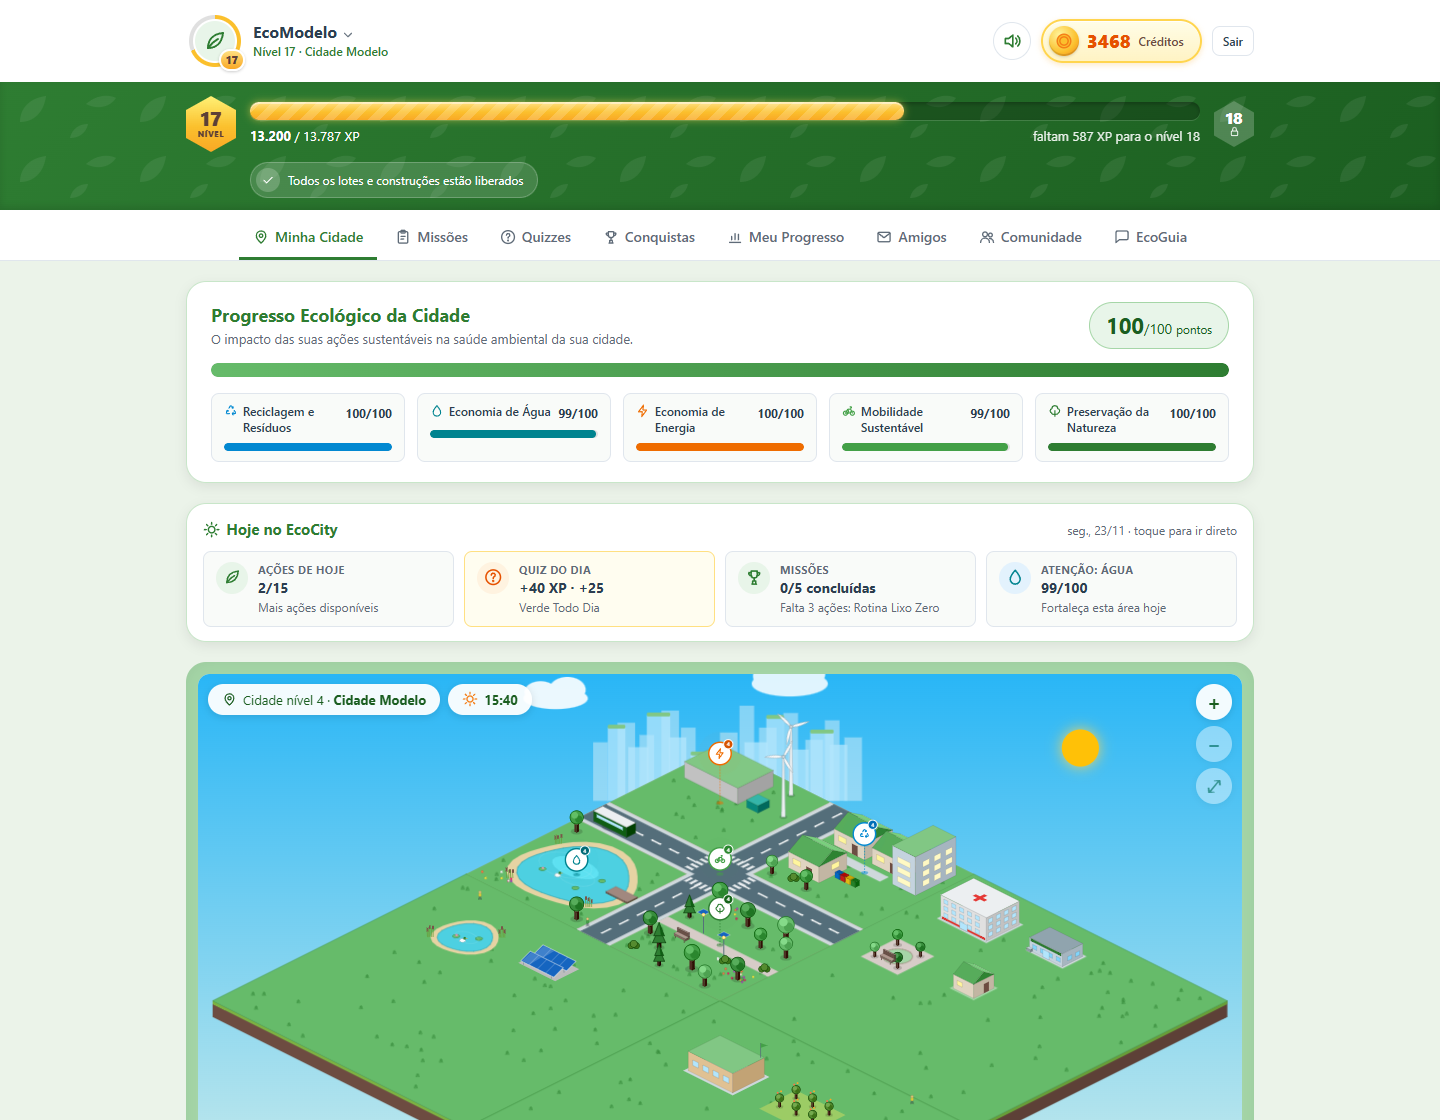 EcoModelo
Nível 17 · Cidade Modelo
17
3468 Créditos
Sair
17
NÍVEL
13.200 / 13.787 XP
faltam 587 XP para o nível 18
18
Todos os lotes e construções estão liberados
Minha Cidade
Missões
Quizzes
Conquistas
Meu Progresso
Amigos
Comunidade
EcoGuia
Progresso Ecológico da Cidade
O impacto das suas ações sustentáveis na saúde ambiental da sua cidade.
100/100 pontos
Reciclagem e
Resíduos
100/100
Economia de Água 99/100
Economia de
Energia
100/100
Mobilidade
Sustentável
99/100
Preservação da
Natureza
100/100
Hoje no EcoCity
seg., 23/11 · toque para ir direto
AÇÕES DE HOJE
2/15
Mais ações disponíveis
QUIZ DO DIA
+40 XP · +25
Verde Todo Dia
MISSÕES
0/5 concluídas
Falta 3 ações: Rotina Lixo Zero
ATENÇÃO: ÁGUA
99/100
Fortaleça esta área hoje
Cidade nível 4 · Cidade Modelo
15:40
+
−